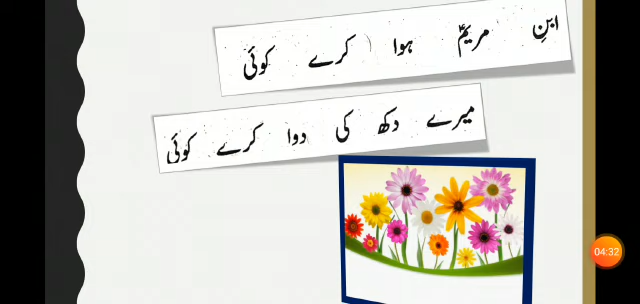 ابنِ مریمؑ ہوا کرے کوئی
میرے دکھ کی دوا کرے کوئی
04:32